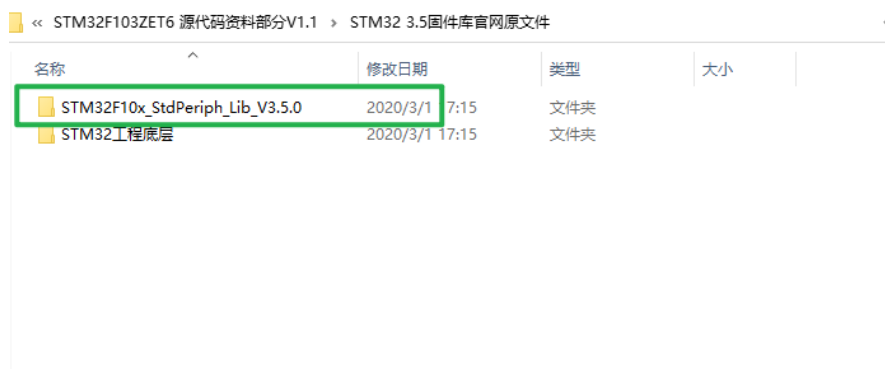 « STM32F103ZET6 源代码资料部分V1.1 › STM32 3.5固件库官网原文件
名称 修改日期 类型 大小
STM32F10x_StdPeriph_Lib_V3.5.0 2020/3/1 17:15 文件夹
STM32工程底层 2020/3/1 17:15 文件夹